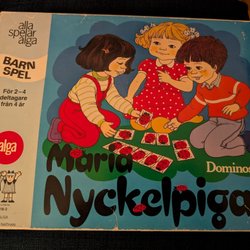 alla
spelar
alga
BARN
SPEL
För 2–4
deltagare
från 4 år
alga
Maria
Domino
Nyckelpiga